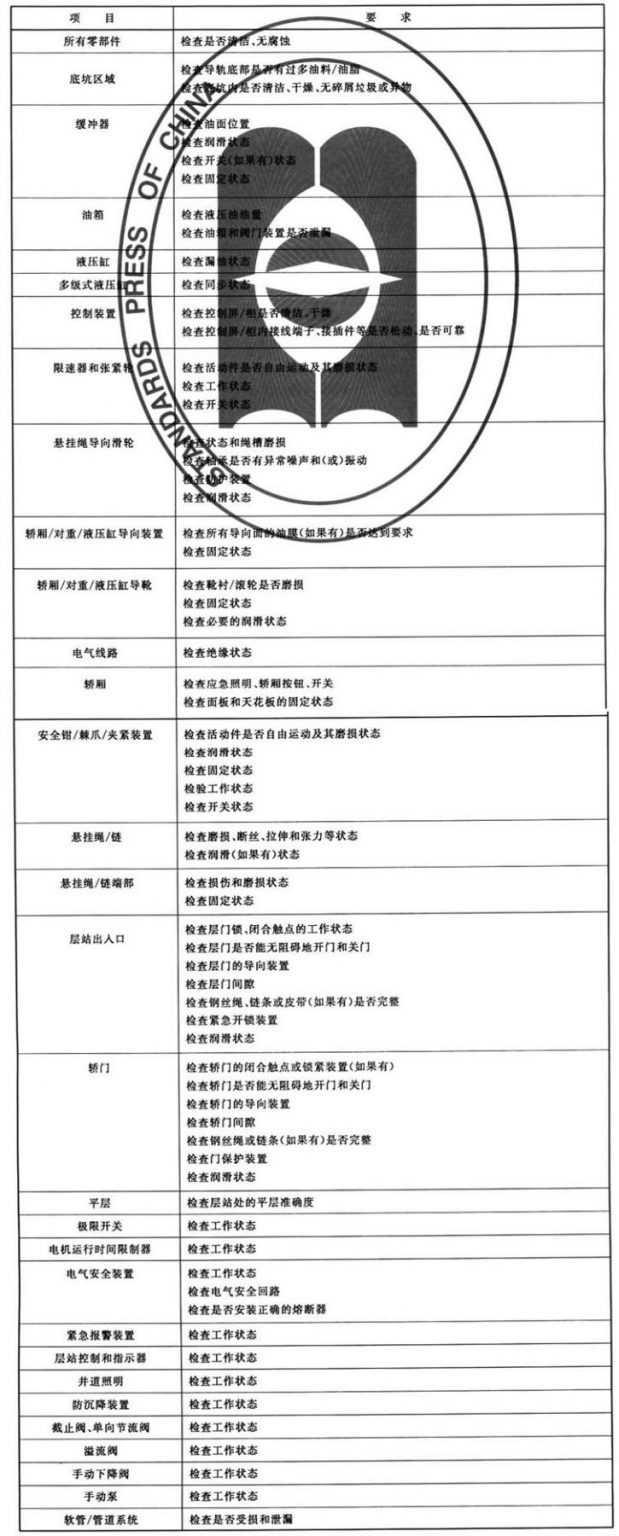 项 目 要 求
所有零部件 检查是否清洁、无腐蚀
底坑区域 检查导轨底部是否有过多油料/油脂
检查底坑内是否清洁、干燥、无碎屑垃圾或异物
缓冲器 检查油面位置
检查润滑状态
检查开关(如果有)状态
检查固定状态
油箱 检查液压油油量
检查油箱和阀门装置是否泄漏
液压缸 检查漏油状态
多级式液压缸 检查同步状态
控制装置 检查控制屏/柜是否清洁、干燥
检查控制屏/柜内接线端子、接插件等是否松动、是否可靠
限速器和张紧轮 检查活动件是否自由运动及其磨损状态
检查工作状态
检查开关状态
悬挂绳导向滑轮 检查状态和绳槽磨损
检查轴承是否有异常噪声和(或)振动
检查防护装置
检查润滑状态
轿厢/对重/液压缸导向装置 检查所有导向面的油膜(如果有)是否达到要求
检查固定状态
轿厢/对重/液压缸导靴 检查靴衬/滚轮是否磨损
检查固定状态
检查必要的润滑状态
电气线路 检查绝缘状态
轿厢 检查应急照明、轿厢按钮、开关
检查面板和天花板的固定状态
安全钳/棘爪/夹紧装置 检查活动件是否自由运动及其磨损状态
检查润滑状态
检查固定状态
检验工作状态
检查开关状态
悬挂绳/链 检查磨损、断丝、拉伸和张力等状态
检查润滑(如果有)状态
悬挂绳/链端部 检查损伤和磨损状态
检查固定状态
层站出入口 检查层门锁、闭合触点的工作状态
检查层门是否能无阻碍地开门和关门
检查层门的导向装置
检查层门间隙
检查钢丝绳、链条或皮带(如果有)是否完整
检查紧急开锁装置
检查润滑状态
轿门 检查轿门的闭合触点或锁紧装置(如果有)
检查轿门是否能无阻碍地开门和关门
检查轿门的导向装置
检查轿门间隙
检查钢丝绳或链条(如果有)是否完整
检查门保护装置
检查润滑状态
平层 检查层站处的平层准确度
极限开关 检查工作状态
电机运行时间限制器 检查工作状态
电气安全装置 检查工作状态
检查电气安全回路
检查是否安装正确的熔断器
紧急报警装置 检查工作状态
层站控制和指示器 检查工作状态
井道照明 检查工作状态
防沉降装置 检查工作状态
截止阀、单向节流阀 检查工作状态
溢流阀 检查工作状态
手动下降阀 检查工作状态
手动泵 检查工作状态
软管/管道系统 检查是否受损和泄漏
STANDARDS PRESS OF CHINA